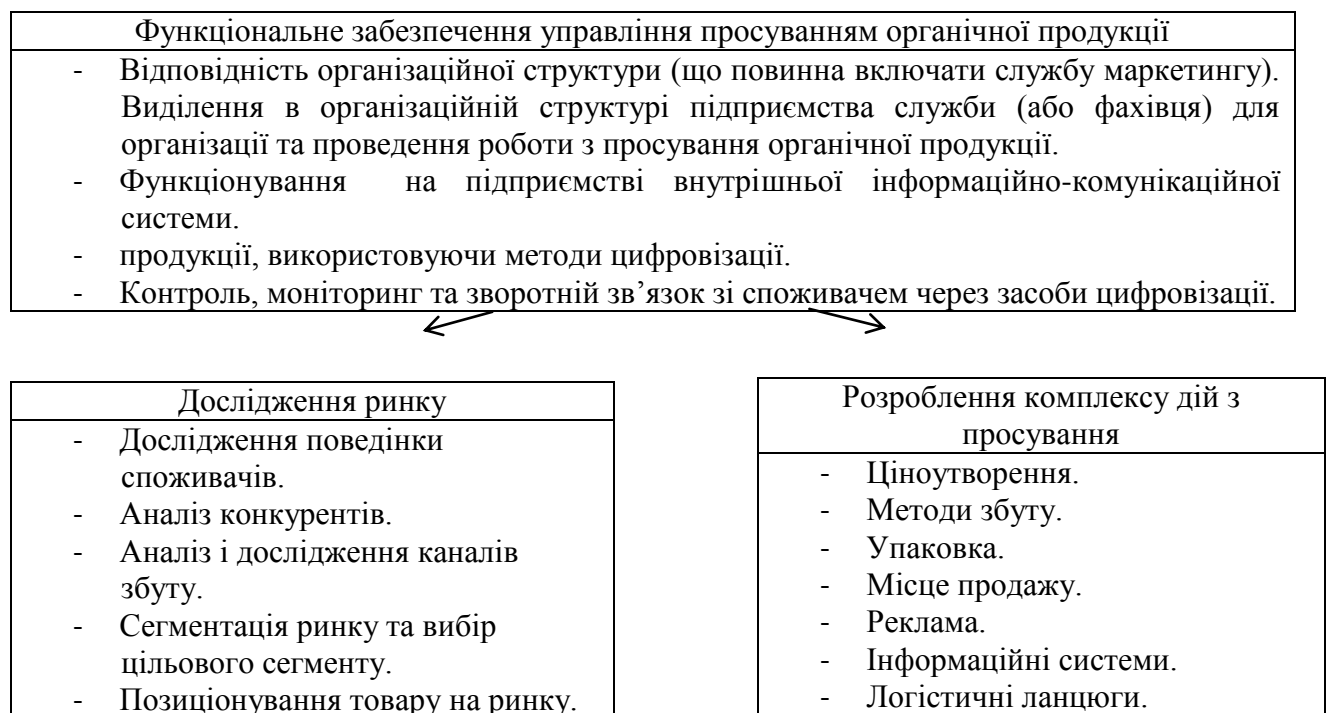 Функціональне забезпечення управління просуванням органічної продукції
- Відповідність організаційної структури (що повинна включати службу маркетингу).
Виділення в організаційній структурі підприємства служби (або фахівця) для
організації та проведення роботи з просування органічної продукції.
- Функціонування на підприємстві внутрішньої інформаційно-комунікаційної
системи.
- продукції, використовуючи методи цифровізації.
- Контроль, моніторинг та зворотній зв’язок зі споживачем через засоби цифровізації.
Дослідження ринку
- Дослідження поведінки
споживачів.
- Аналіз конкурентів.
- Аналіз і дослідження каналів
збуту.
- Сегментація ринку та вибір
цільового сегменту.
- Позиціонування товару на ринку.
Розроблення комплексу дій з
просування
- Ціноутворення.
- Методи збуту.
- Упаковка.
- Місце продажу.
- Реклама.
- Інформаційні системи.
- Логістичні ланцюги.